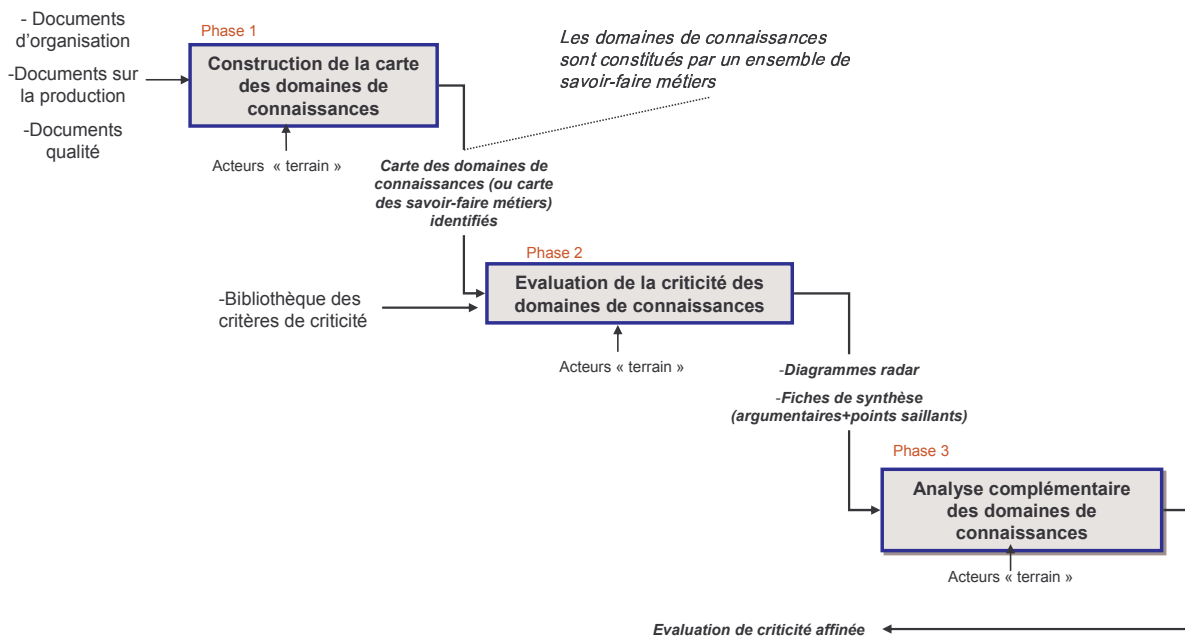 - Documents
d'organisation
-Documents sur
la production
-Documents
qualité
Phase 1
Construction de la carte
des domaines de
connaissances
Acteurs « terrain »
Les domaines de connaissances
sont constitués par un ensemble de
savoir-faire métiers
Carte des domaines de
connaissances (ou carte
des savoir-faire métiers)
identifiés
Phase 2
Evaluation de la criticité des
domaines de connaissances
-Bibliothèque des
critères de criticité
Acteurs « terrain »
-Diagrammes radar
-Fiches de synthèse
(argumentaires+points saillants)
Phase 3
Analyse complémentaire
des domaines de
connaissances
Acteurs « terrain »
Evaluation de criticité affinée